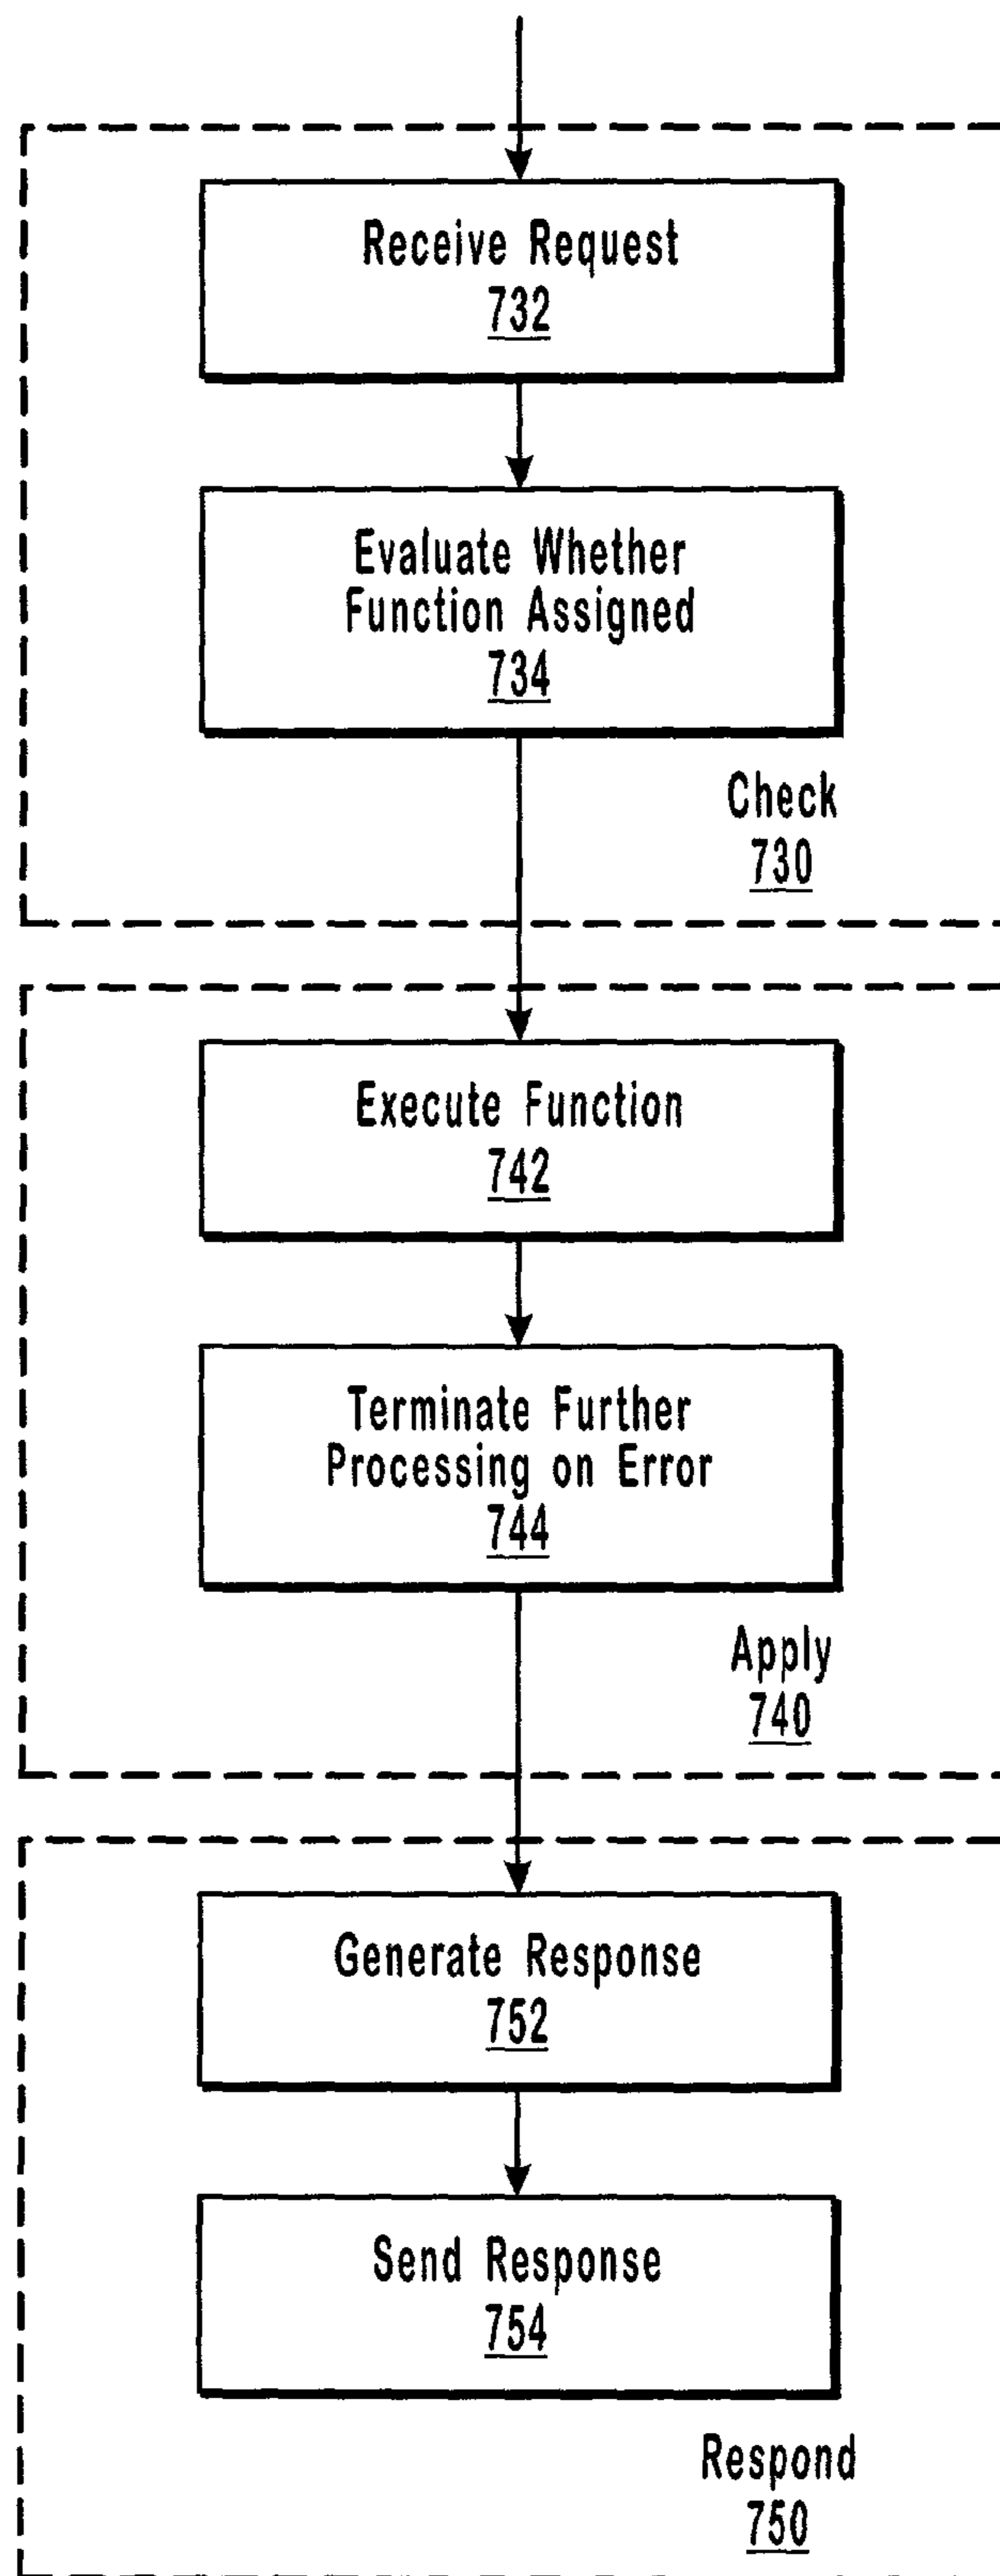 Receive Request
732
Evaluate Whether
Function Assigned
734
Check
730
Execute Function
742
Terminate Further
Processing on Error
744
Apply
740
Generate Response
752
Send Response
754
Respond
750